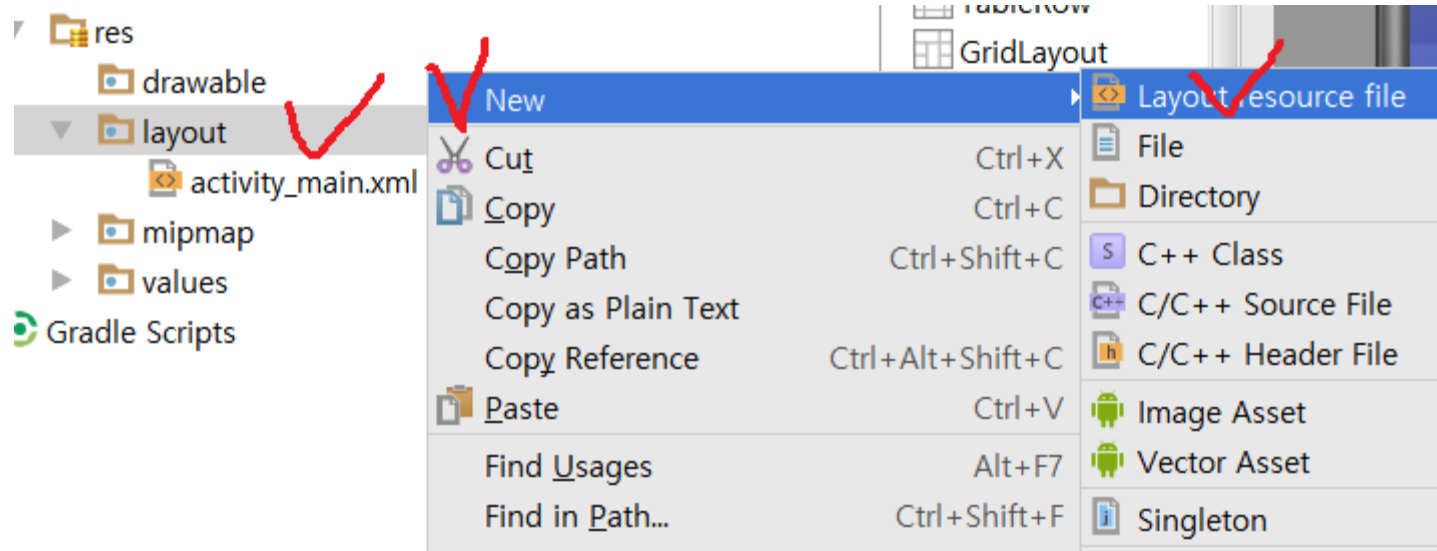 res
drawable
layout
activity_main.xml
mipmap
values
Gradle Scripts
TableRow
GridLayout
New
Cut Ctrl+X
Copy Ctrl+C
Copy Path Ctrl+Shift+C
Copy as Plain Text
Copy Reference Ctrl+Alt+Shift+C
Paste Ctrl+V
Find Usages Alt+F7
Find in Path... Ctrl+Shift+F
Layout resource file
File
Directory
S C++ Class
C++ C/C++ Source File
h C/C++ Header File
Image Asset
Vector Asset
j Singleton